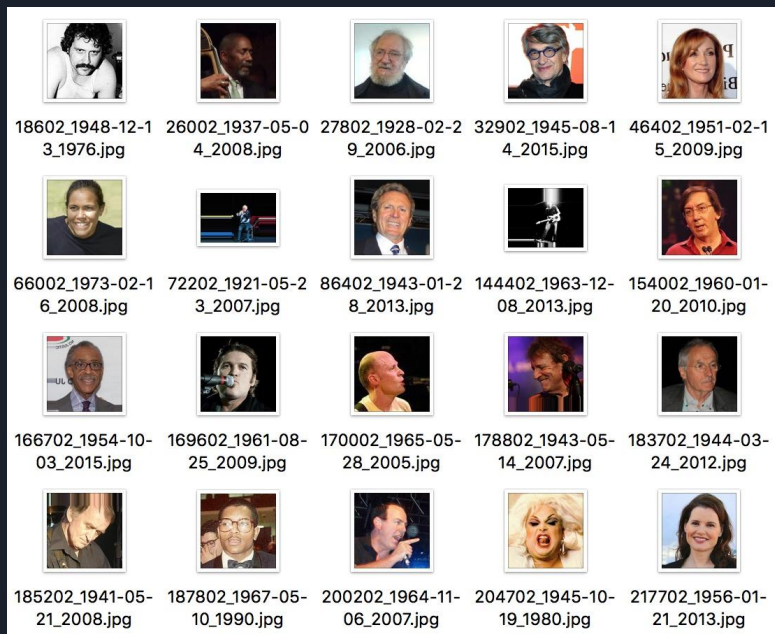 18602_1948-12-1
3_1976.jpg
26002_1937-05-0
4_2008.jpg
27802_1928-02-2
9_2006.jpg
32902_1945-08-1
4_2015.jpg
46402_1951-02-1
5_2009.jpg
66002_1973-02-1
6_2008.jpg
72202_1921-05-2
3_2007.jpg
86402_1943-01-2
8_2013.jpg
144402_1963-12-
08_2013.jpg
154002_1960-01-
20_2010.jpg
166702_1954-10-
03_2015.jpg
169602_1961-08-
25_2009.jpg
170002_1965-05-
28_2005.jpg
178802_1943-05-
14_2007.jpg
183702_1944-03-
24_2012.jpg
185202_1941-05-
21_2008.jpg
187802_1967-05-
10_1990.jpg
200202_1964-11-
06_2007.jpg
204702_1945-10-
19_1980.jpg
217702_1956-01-
21_2013.jpg